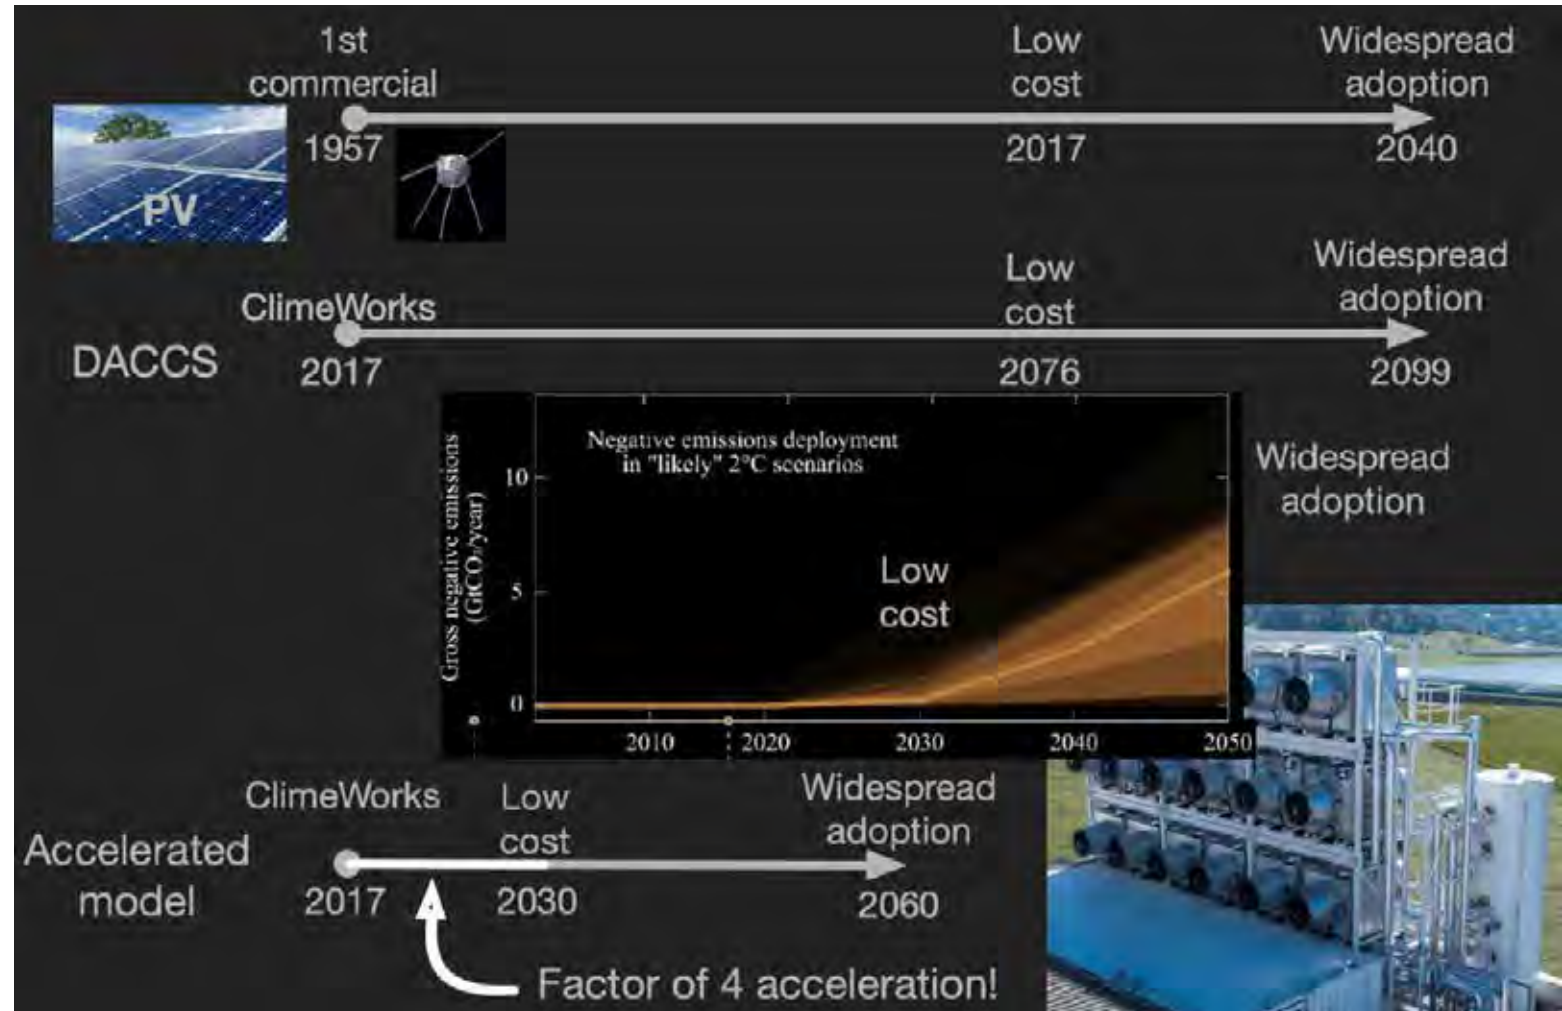 1st
commercial
Low
cost
Widespread
adoption
PV
1957
2017
2040
ClimeWorks
Low
cost
Widespread
adoption
DACCS
2017
2076
2099
Negative emissions deployment
in "likely" 2°C scenarios
Gross negative emissions
(GtCO₂/year)
10
5
0
Low
cost
Widespread
adoption
2010
2020
2030
2040
2050
ClimeWorks
Low
cost
Widespread
adoption
Accelerated
model
2017
2030
2060
Factor of 4 acceleration!